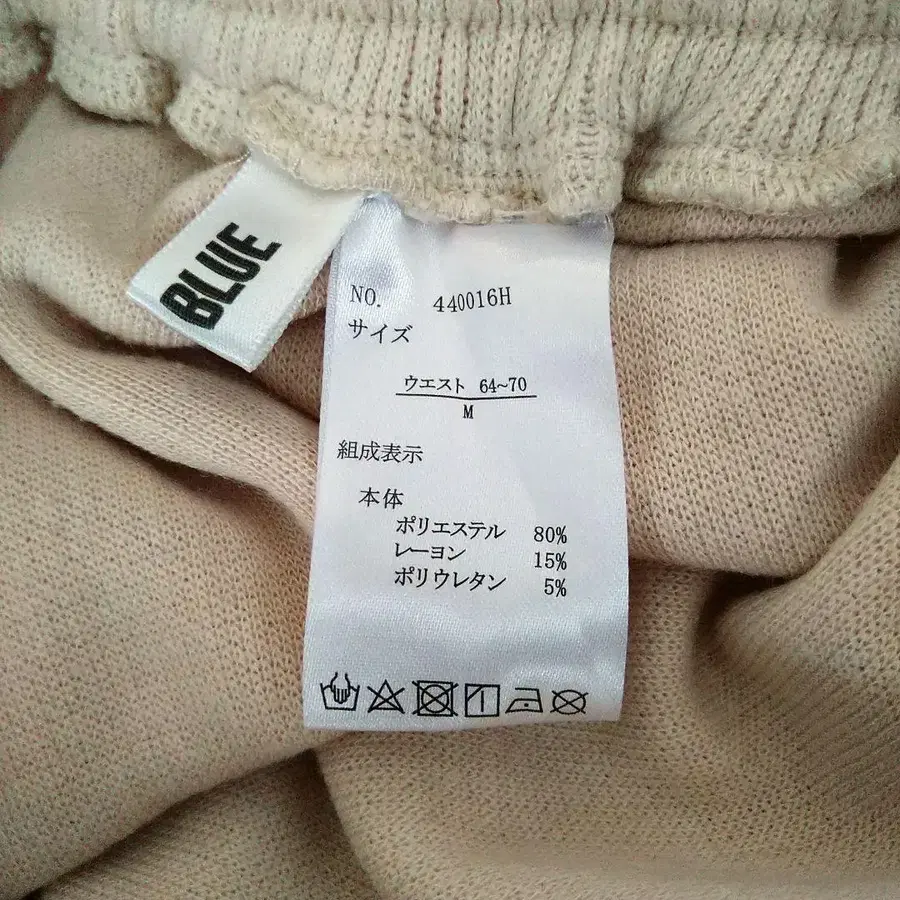 BLUE
NO. 440016H
サイズ
ウエスト 64~70
M
組成表示
本体
ポリエステル 80%
レーヨン 15%
ポリウレタン 5%